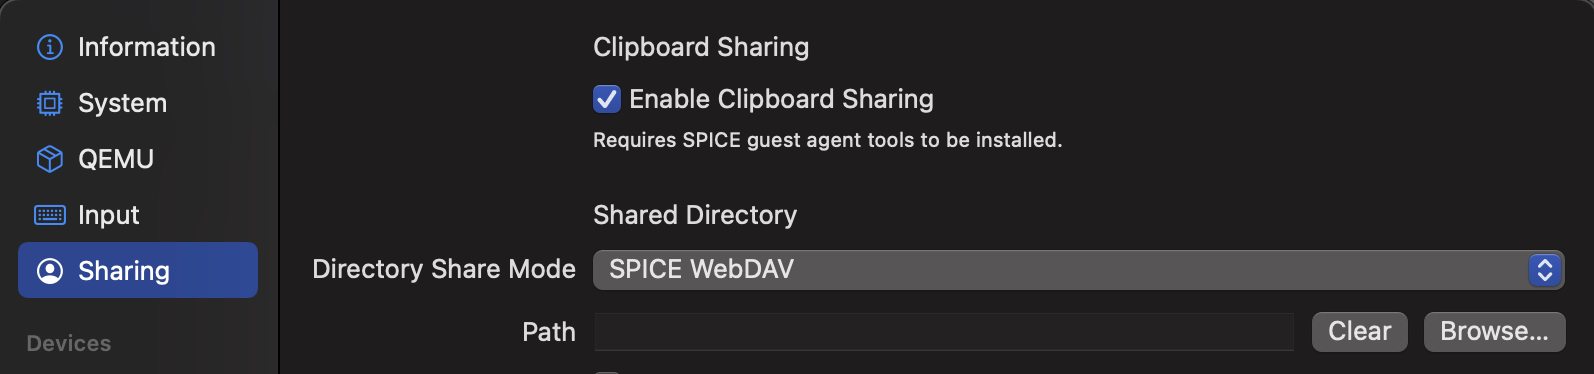 Information
System
QEMU
Input
Sharing
Devices
Clipboard Sharing
Enable Clipboard Sharing
Requires SPICE guest agent tools to be installed.
Shared Directory
Directory Share Mode SPICE WebDAV
Path Clear Browse...